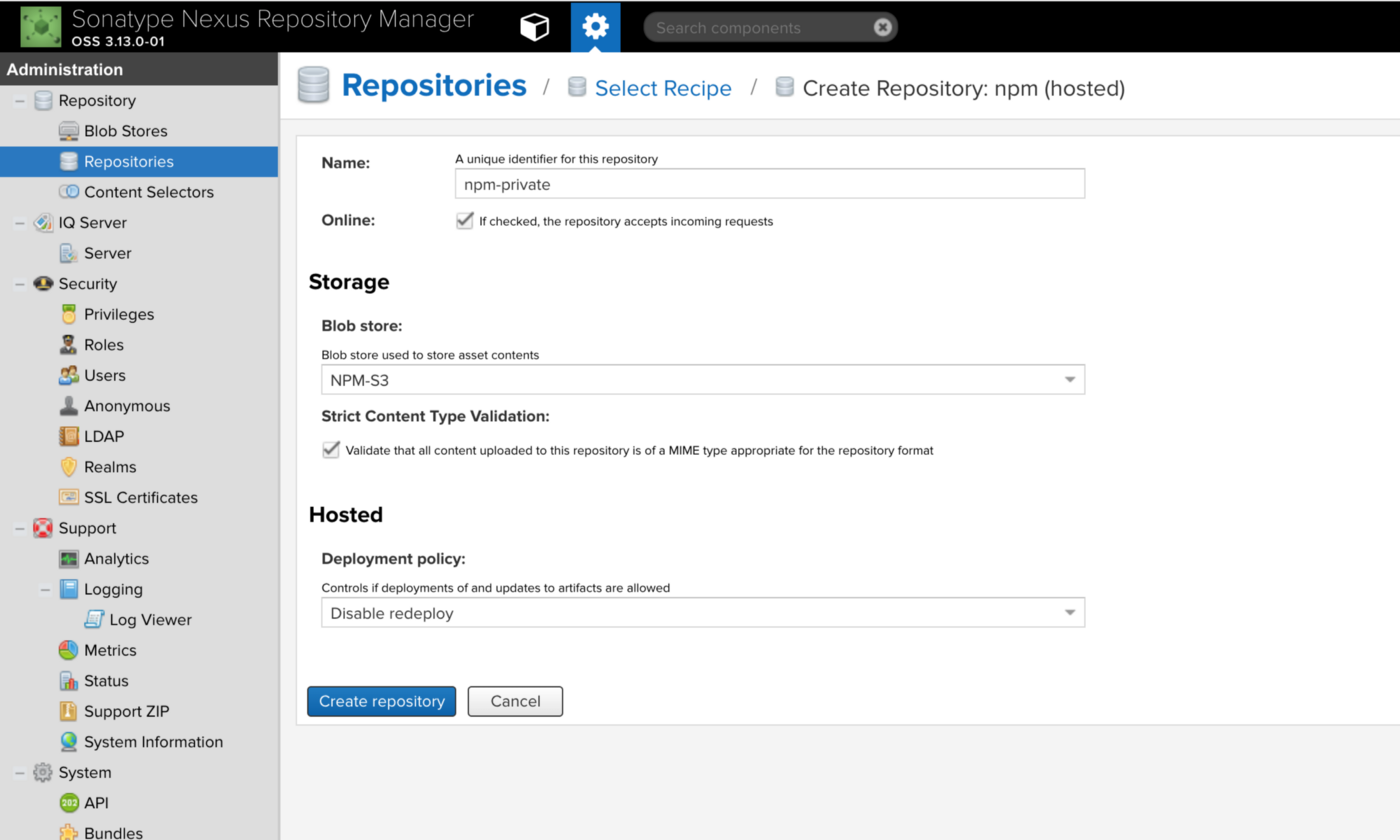 Sonatype Nexus Repository Manager
OSS 3.13.0-01
Search components
Administration
Repository
Blob Stores
Repositories
Content Selectors
IQ Server
Server
Security
Privileges
Roles
Users
Anonymous
LDAP
Realms
SSL Certificates
Support
Analytics
Logging
Log Viewer
Metrics
Status
Support ZIP
System Information
System
202 API
Bundles
Repositories / Select Recipe / Create Repository: npm (hosted)
Name:
A unique identifier for this repository
npm-private
Online:
If checked, the repository accepts incoming requests
Storage
Blob store:
Blob store used to store asset contents
NPM-S3
Strict Content Type Validation:
Validate that all content uploaded to this repository is of a MIME type appropriate for the repository format
Hosted
Deployment policy:
Controls if deployments of and updates to artifacts are allowed
Disable redeploy
Create repository
Cancel